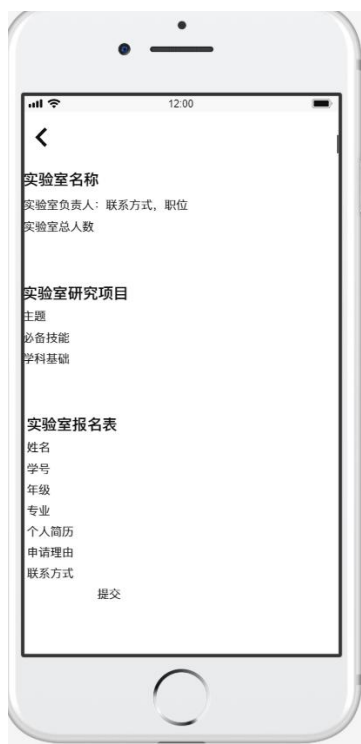 12:00
实验室名称
实验室负责人：联系方式，职位
实验室总人数
实验室研究项目
主题
必备技能
学科基础
实验室报名表
姓名
学号
年级
专业
个人简历
申请理由
联系方式
提交